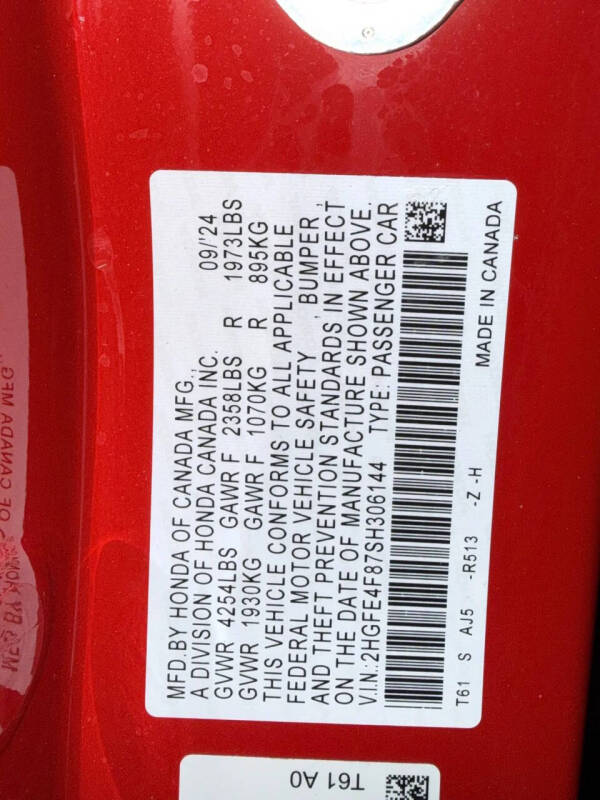 MFD.BY HONDA OF CANADA MFG.,
A DIVISION OF HONDA CANADA INC. 09/'24
GVWR 4254LBS GAWR F 2358LBS R 1973LBS
GVWR 1930KG GAWR F 1070KG R 895KG
THIS VEHICLE CONFORMS TO ALL APPLICABLE
FEDERAL MOTOR VEHICLE SAFETY , BUMPER ,
AND THEFT PREVENTION STANDARDS IN EFFECT
ON THE DATE OF MANUFACTURE SHOWN ABOVE.
V.I.N.:2HGFE4F87SH306144 TYPE: PASSENGER CAR
T61 S AJ5 -R513 -Z -H MADE IN CANADA
T61 A0
OF CANADA MFG.,